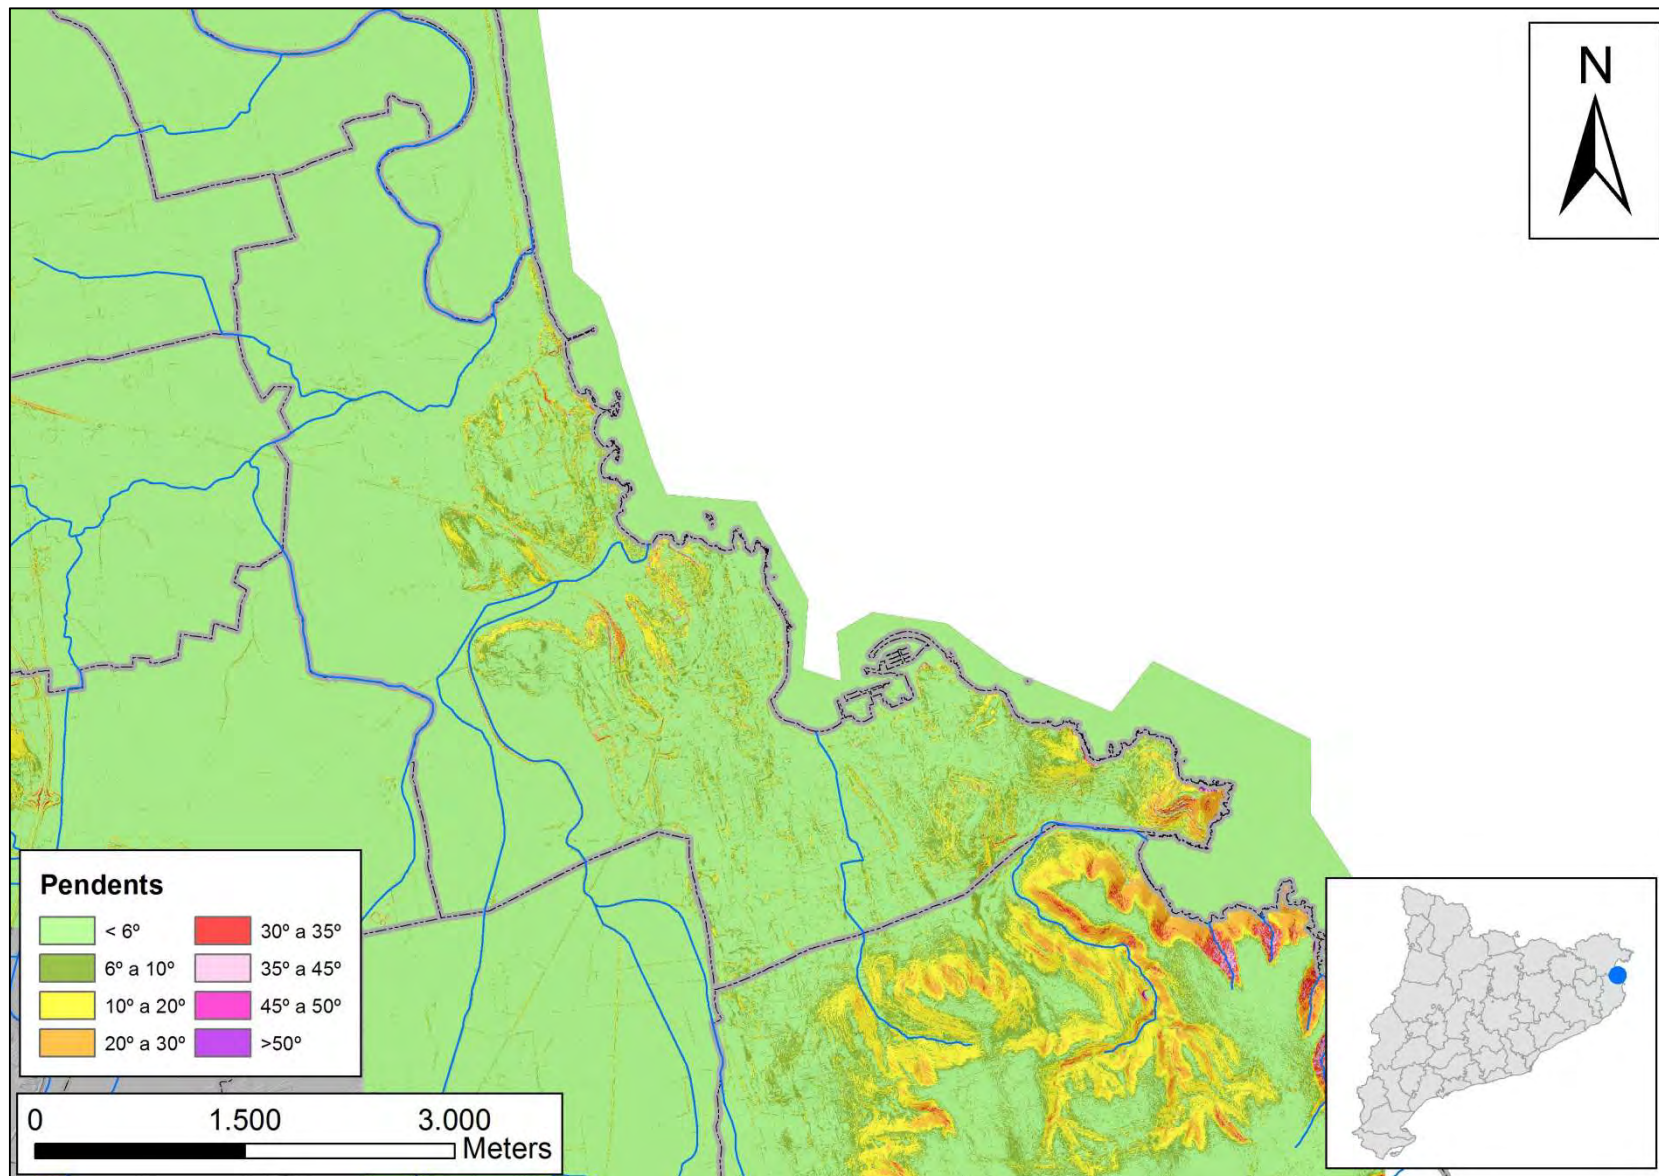 N
Pendents
< 6º
30º a 35º
6º a 10º
35º a 45º
10º a 20º
45º a 50º
20º a 30º
>50º
0 1.500 3.000
Meters